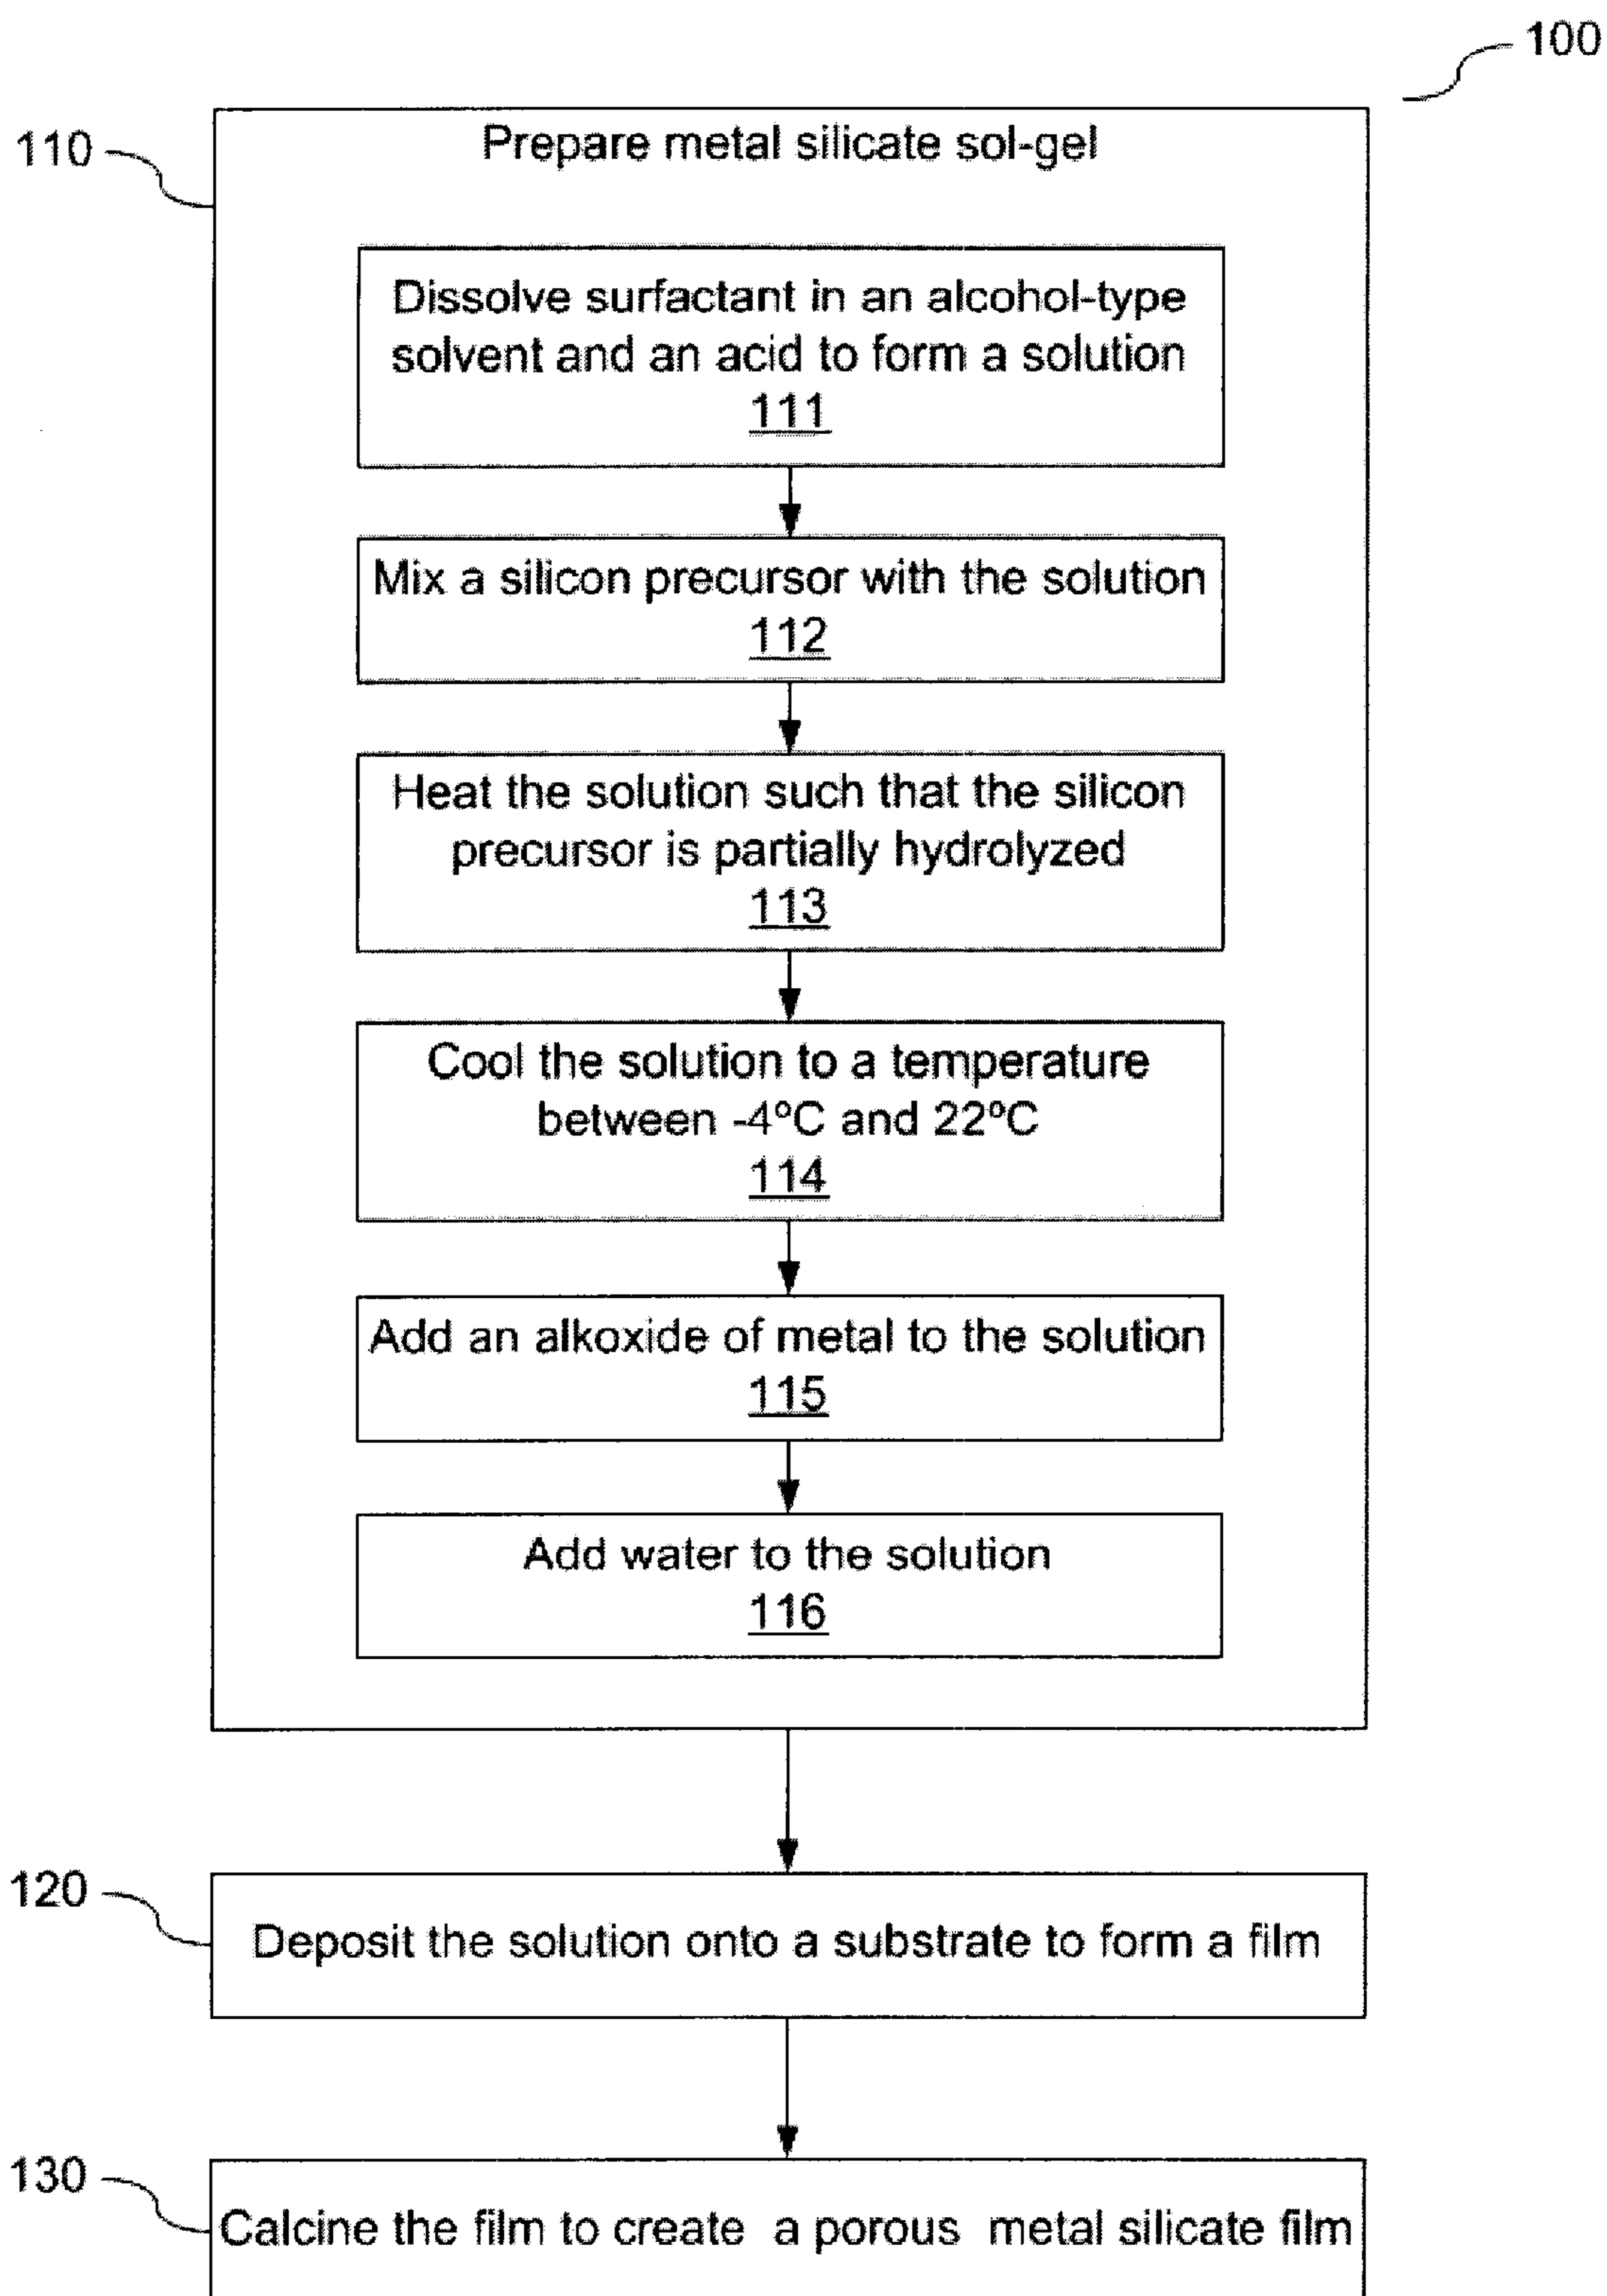 100
110
Prepare metal silicate sol-gel
Dissolve surfactant in an alcohol-type
solvent and an acid to form a solution
111
Mix a silicon precursor with the solution
112
Heat the solution such that the silicon
precursor is partially hydrolyzed
113
Cool the solution to a temperature
between -4ºC and 22ºC
114
Add an alkoxide of metal to the solution
115
Add water to the solution
116
120
Deposit the solution onto a substrate to form a film
130
Calcine the film to create a porous metal silicate film